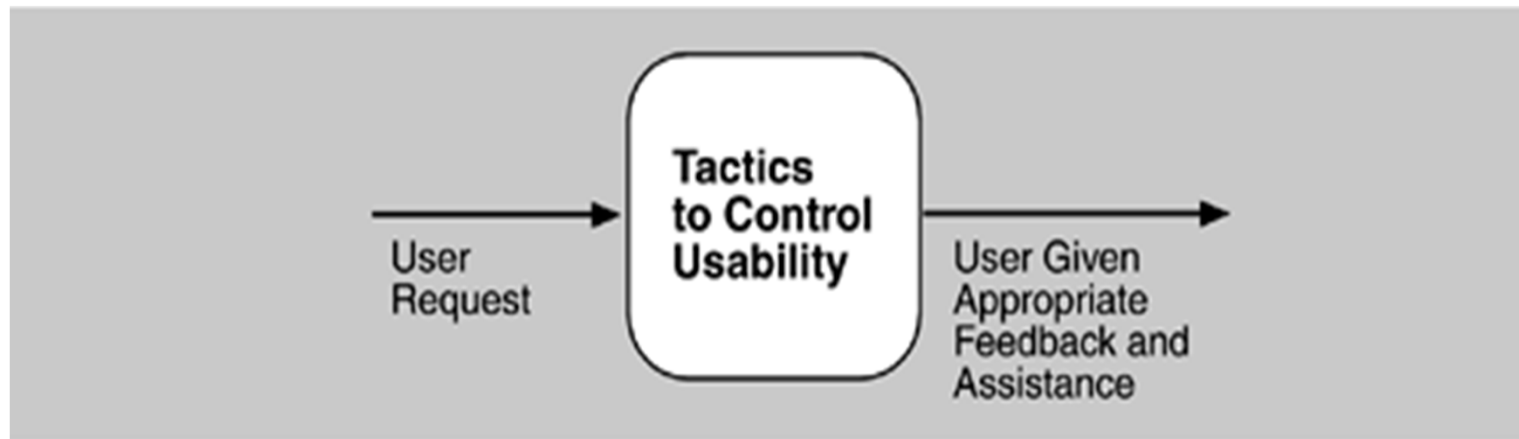 Tactics
to Control
Usability
User
Request
User Given
Appropriate
Feedback and
Assistance